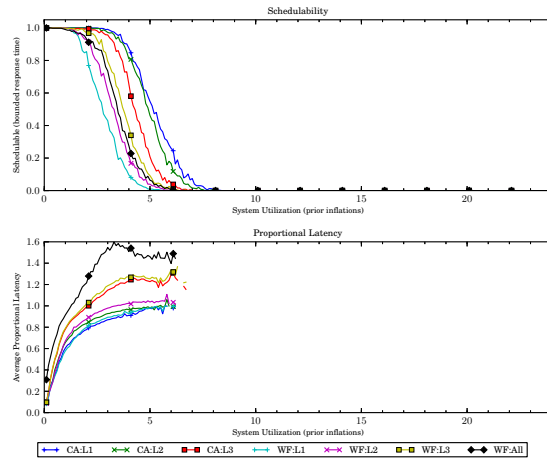 Schedulability
Schedulable (bounded response time)
1.0
0.8
0.6
0.4
0.2
0.0
0 5 10 15 20
System Utilization (prior inflations)
Proportional Latency
Average Proportional Latency
1.6
1.4
1.2
1.0
0.8
0.6
0.4
0.2
0.0
0 5 10 15 20
System Utilization (prior inflations)
CA:L1 CA:L2 CA:L3 WF:L1 WF:L2 WF:L3 WF:All